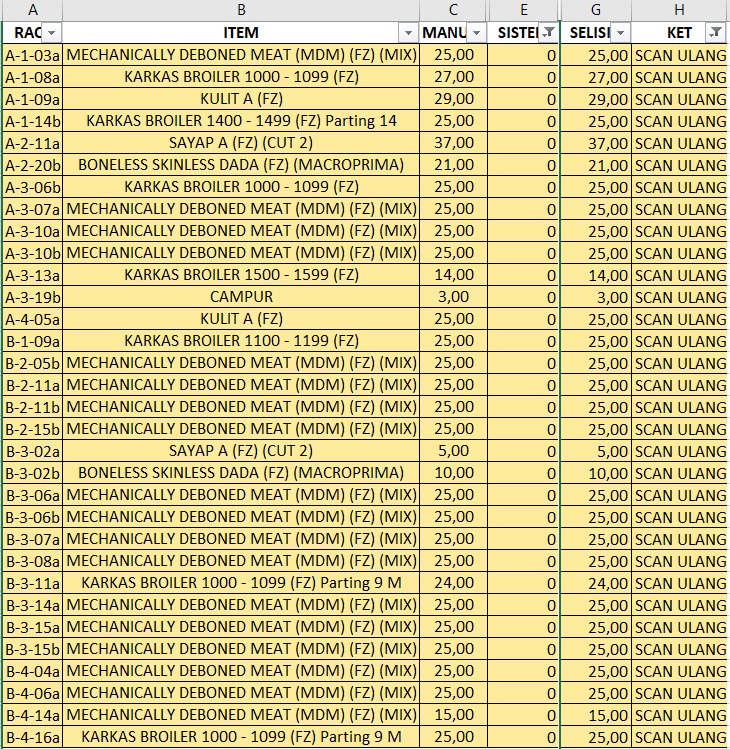 A B C E G H
RAC ITEM MANU SISTEI SELISI KET
A-1-03a MECHANICALLY DEBONED MEAT (MDM) (FZ) (MIX) 25,00 0 25,00 SCAN ULANG
A-1-08a KARKAS BROILER 1000 - 1099 (FZ) 27,00 0 27,00 SCAN ULANG
A-1-09a KULIT A (FZ) 29,00 0 29,00 SCAN ULANG
A-1-14b KARKAS BROILER 1400 - 1499 (FZ) Parting 14 25,00 0 25,00 SCAN ULANG
A-2-11a SAYAP A (FZ) (CUT 2) 37,00 0 37,00 SCAN ULANG
A-2-20b BONELESS SKINLESS DADA (FZ) (MACROPRIMA) 21,00 0 21,00 SCAN ULANG
A-3-06b KARKAS BROILER 1000 - 1099 (FZ) 25,00 0 25,00 SCAN ULANG
A-3-07a MECHANICALLY DEBONED MEAT (MDM) (FZ) (MIX) 25,00 0 25,00 SCAN ULANG
A-3-10a MECHANICALLY DEBONED MEAT (MDM) (FZ) (MIX) 25,00 0 25,00 SCAN ULANG
A-3-10b MECHANICALLY DEBONED MEAT (MDM) (FZ) (MIX) 25,00 0 25,00 SCAN ULANG
A-3-13a KARKAS BROILER 1500 - 1599 (FZ) 14,00 0 14,00 SCAN ULANG
A-3-19b CAMPUR 3,00 0 3,00 SCAN ULANG
A-4-05a KULIT A (FZ) 25,00 0 25,00 SCAN ULANG
B-1-09a KARKAS BROILER 1100 - 1199 (FZ) 25,00 0 25,00 SCAN ULANG
B-2-05b MECHANICALLY DEBONED MEAT (MDM) (FZ) (MIX) 25,00 0 25,00 SCAN ULANG
B-2-11a MECHANICALLY DEBONED MEAT (MDM) (FZ) (MIX) 25,00 0 25,00 SCAN ULANG
B-2-11b MECHANICALLY DEBONED MEAT (MDM) (FZ) (MIX) 25,00 0 25,00 SCAN ULANG
B-2-15b MECHANICALLY DEBONED MEAT (MDM) (FZ) (MIX) 25,00 0 25,00 SCAN ULANG
B-3-02a SAYAP A (FZ) (CUT 2) 5,00 0 5,00 SCAN ULANG
B-3-02b BONELESS SKINLESS DADA (FZ) (MACROPRIMA) 10,00 0 10,00 SCAN ULANG
B-3-06a MECHANICALLY DEBONED MEAT (MDM) (FZ) (MIX) 25,00 0 25,00 SCAN ULANG
B-3-06b MECHANICALLY DEBONED MEAT (MDM) (FZ) (MIX) 25,00 0 25,00 SCAN ULANG
B-3-07a MECHANICALLY DEBONED MEAT (MDM) (FZ) (MIX) 25,00 0 25,00 SCAN ULANG
B-3-08a MECHANICALLY DEBONED MEAT (MDM) (FZ) (MIX) 25,00 0 25,00 SCAN ULANG
B-3-11a KARKAS BROILER 1000 - 1099 (FZ) Parting 9 M 24,00 0 24,00 SCAN ULANG
B-3-14a MECHANICALLY DEBONED MEAT (MDM) (FZ) (MIX) 25,00 0 25,00 SCAN ULANG
B-3-15a MECHANICALLY DEBONED MEAT (MDM) (FZ) (MIX) 25,00 0 25,00 SCAN ULANG
B-3-15b MECHANICALLY DEBONED MEAT (MDM) (FZ) (MIX) 25,00 0 25,00 SCAN ULANG
B-4-04a MECHANICALLY DEBONED MEAT (MDM) (FZ) (MIX) 25,00 0 25,00 SCAN ULANG
B-4-06a MECHANICALLY DEBONED MEAT (MDM) (FZ) (MIX) 25,00 0 25,00 SCAN ULANG
B-4-14a MECHANICALLY DEBONED MEAT (MDM) (FZ) (MIX) 15,00 0 15,00 SCAN ULANG
B-4-16a KARKAS BROILER 1000 - 1099 (FZ) Parting 9 M 25,00 0 25,00 SCAN ULANG